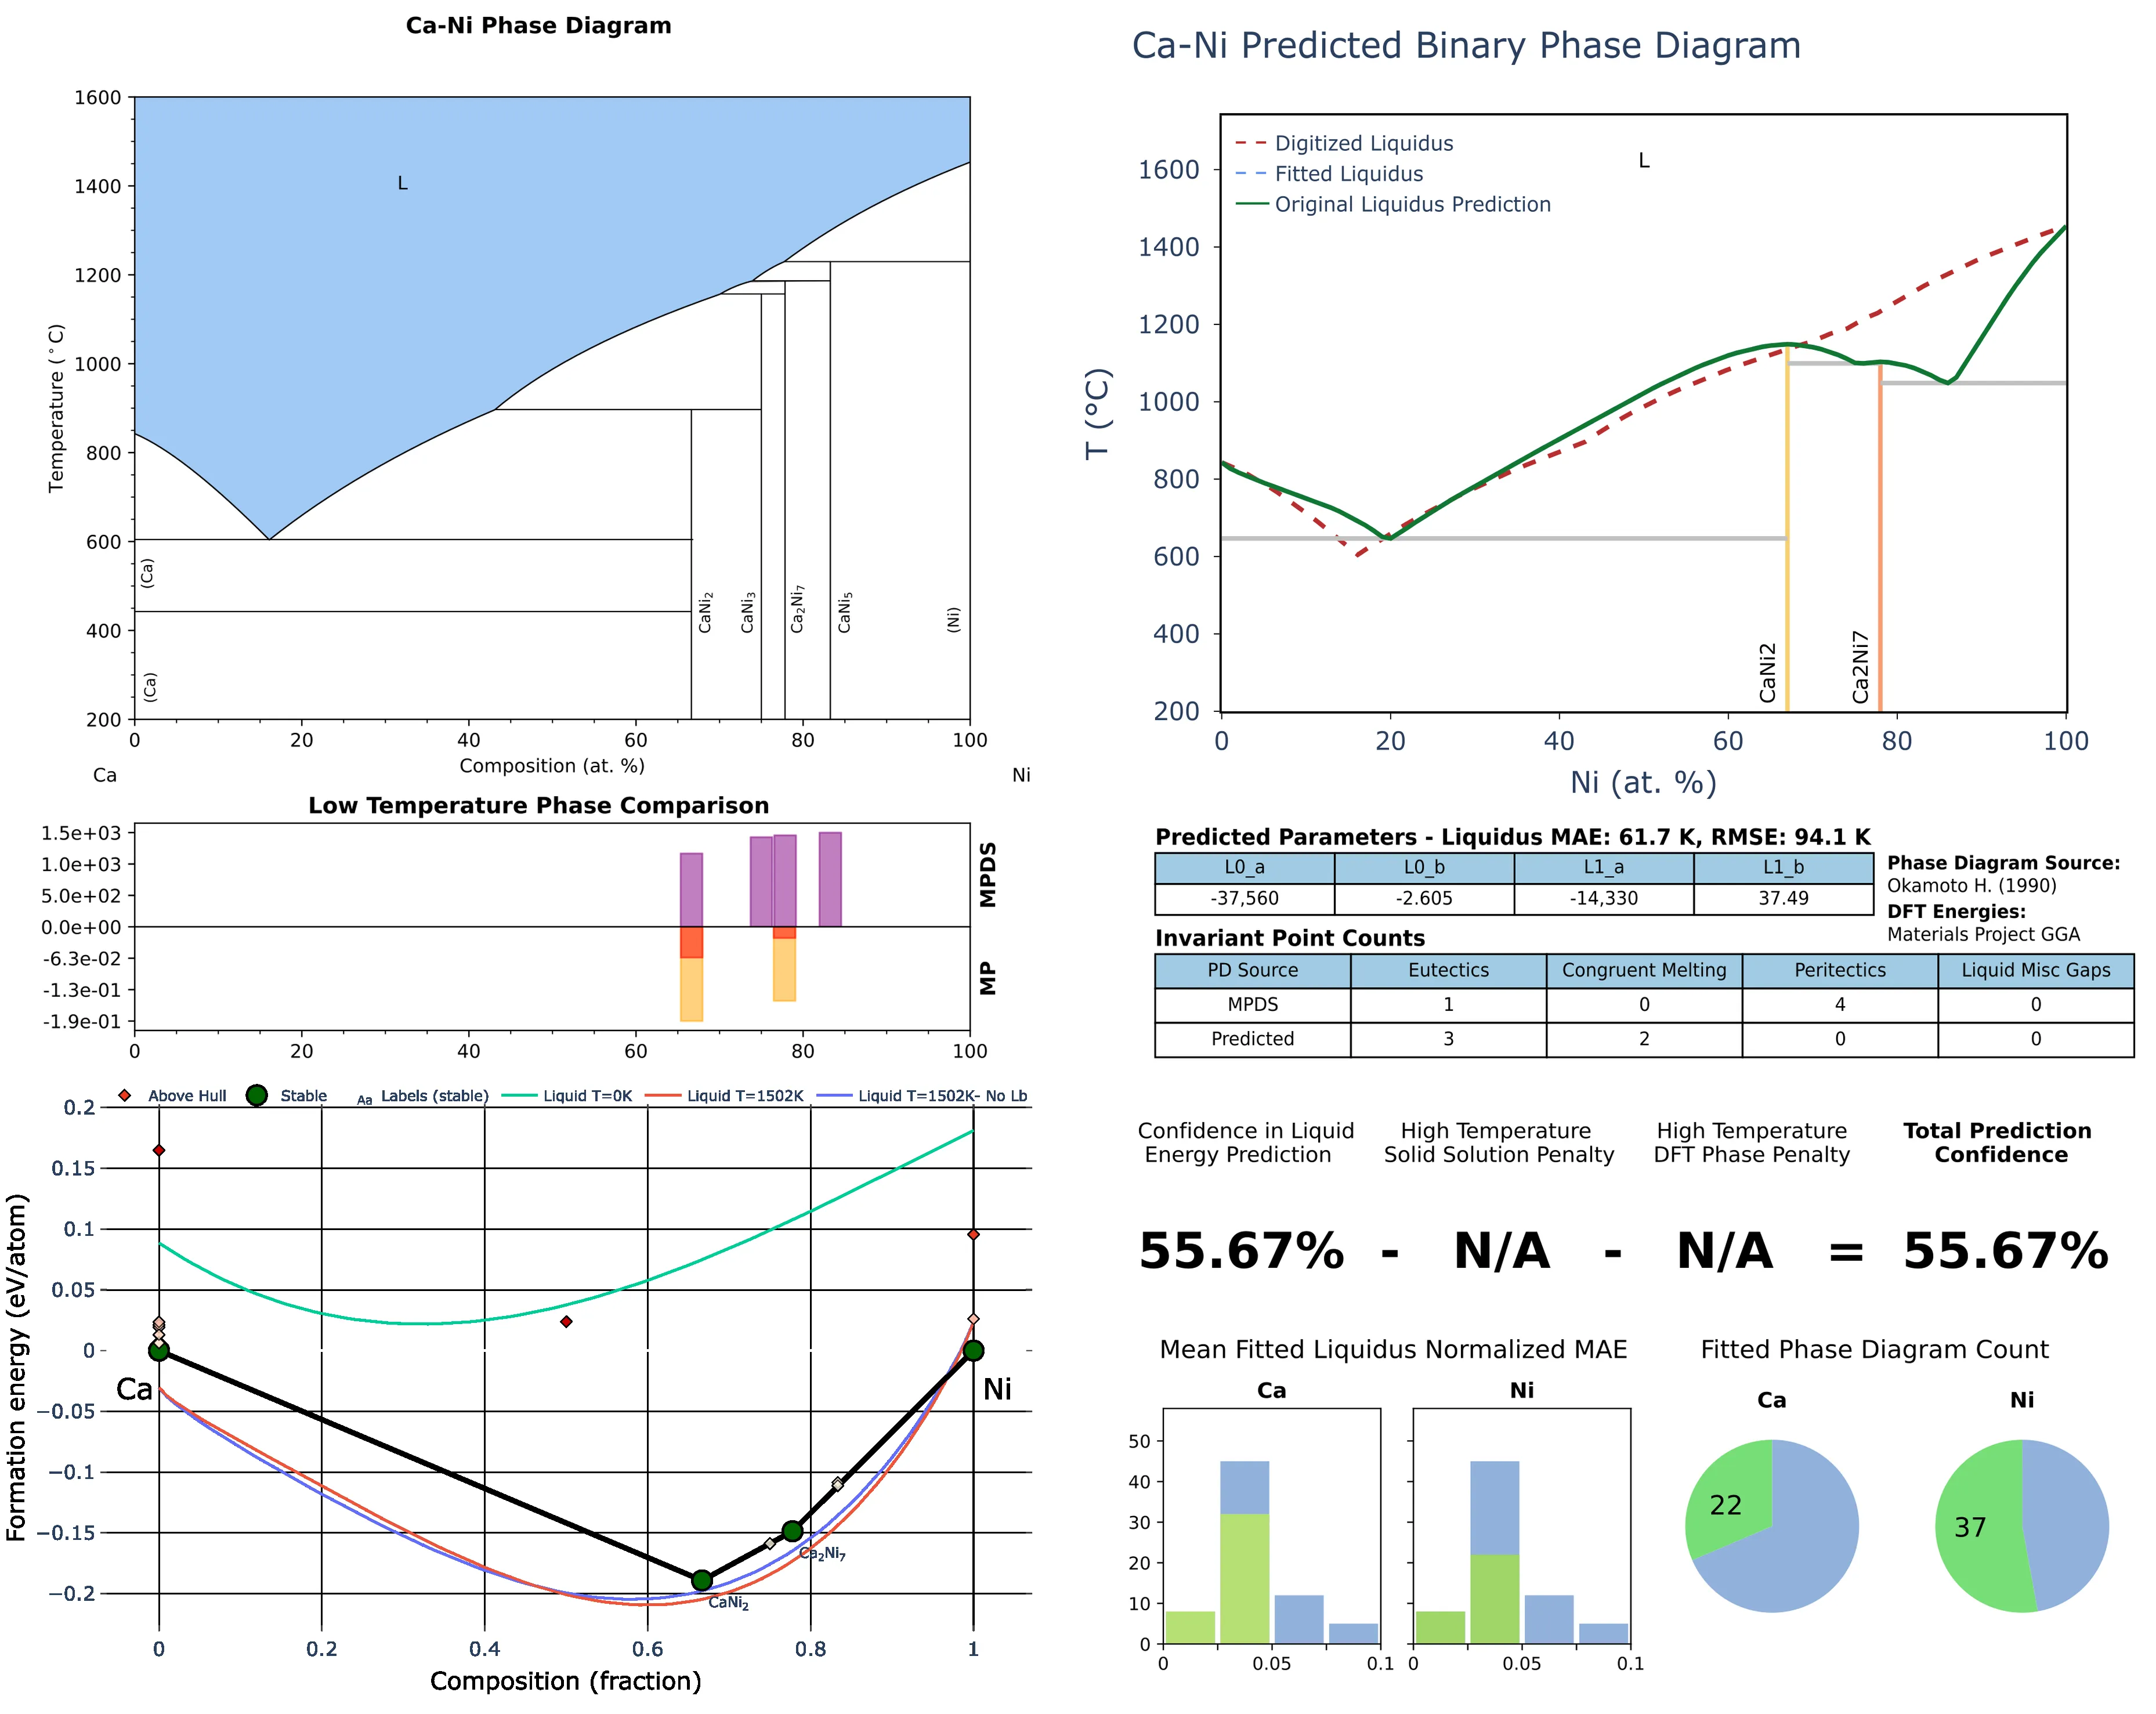 Ca-Ni Phase Diagram
1600
1400
1200
1000
800
600
400
200
Temperature (°C)
L
(Ca)
(Ca)
CaNi₂
CaNi₃
Ca₂Ni₇
CaNi₅
(Ni)
0 20 40 60 80 100
Composition (at. %)
Ca Ni
Low Temperature Phase Comparison
1.5e+03
1.0e+03
5.0e+02
0.0e+00
-6.3e-02
-1.3e-01
-1.9e-01
MPDS
MP
0 20 40 60 80 100
Above Hull Stable Aa Labels (stable) Liquid T=0K Liquid T=1502K Liquid T=1502K- No Lb
0.2
0.15
0.1
0.05
0
−0.05
−0.1
−0.15
−0.2
Formation energy (eV/atom)
Ca
Ni
Ca₂Ni₇
CaNi₂
0 0.2 0.4 0.6 0.8 1
Composition (fraction)
Ca-Ni Predicted Binary Phase Diagram
Digitized Liquidus
Fitted Liquidus
Original Liquidus Prediction
L
1600
1400
1200
1000
800
600
400
200
T (°C)
CaNi2
Ca2Ni7
0 20 40 60 80 100
Ni (at. %)
Predicted Parameters - Liquidus MAE: 61.7 K, RMSE: 94.1 K
L0_a L0_b L1_a L1_b
-37,560 -2.605 -14,330 37.49
Phase Diagram Source:
Okamoto H. (1990)
DFT Energies:
Materials Project GGA
Invariant Point Counts
PD Source Eutectics Congruent Melting Peritectics Liquid Misc Gaps
MPDS 1 0 4 0
Predicted 3 2 0 0
Confidence in Liquid
Energy Prediction
High Temperature
Solid Solution Penalty
High Temperature
DFT Phase Penalty
Total Prediction
Confidence
55.67% - N/A - N/A = 55.67%
Mean Fitted Liquidus Normalized MAE
Fitted Phase Diagram Count
Ca Ni
50
40
30
20
10
0
0 0.05 0.1
0 0.05 0.1
Ca Ni
22 37